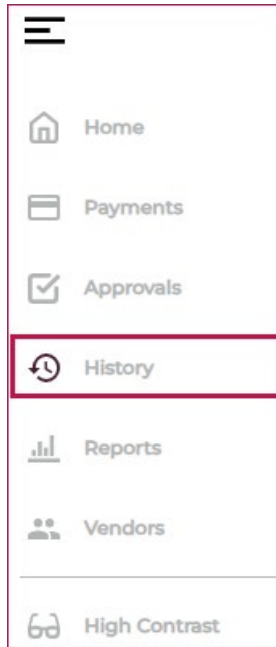 Home
Payments
Approvals
History
Reports
Vendors
High Contrast